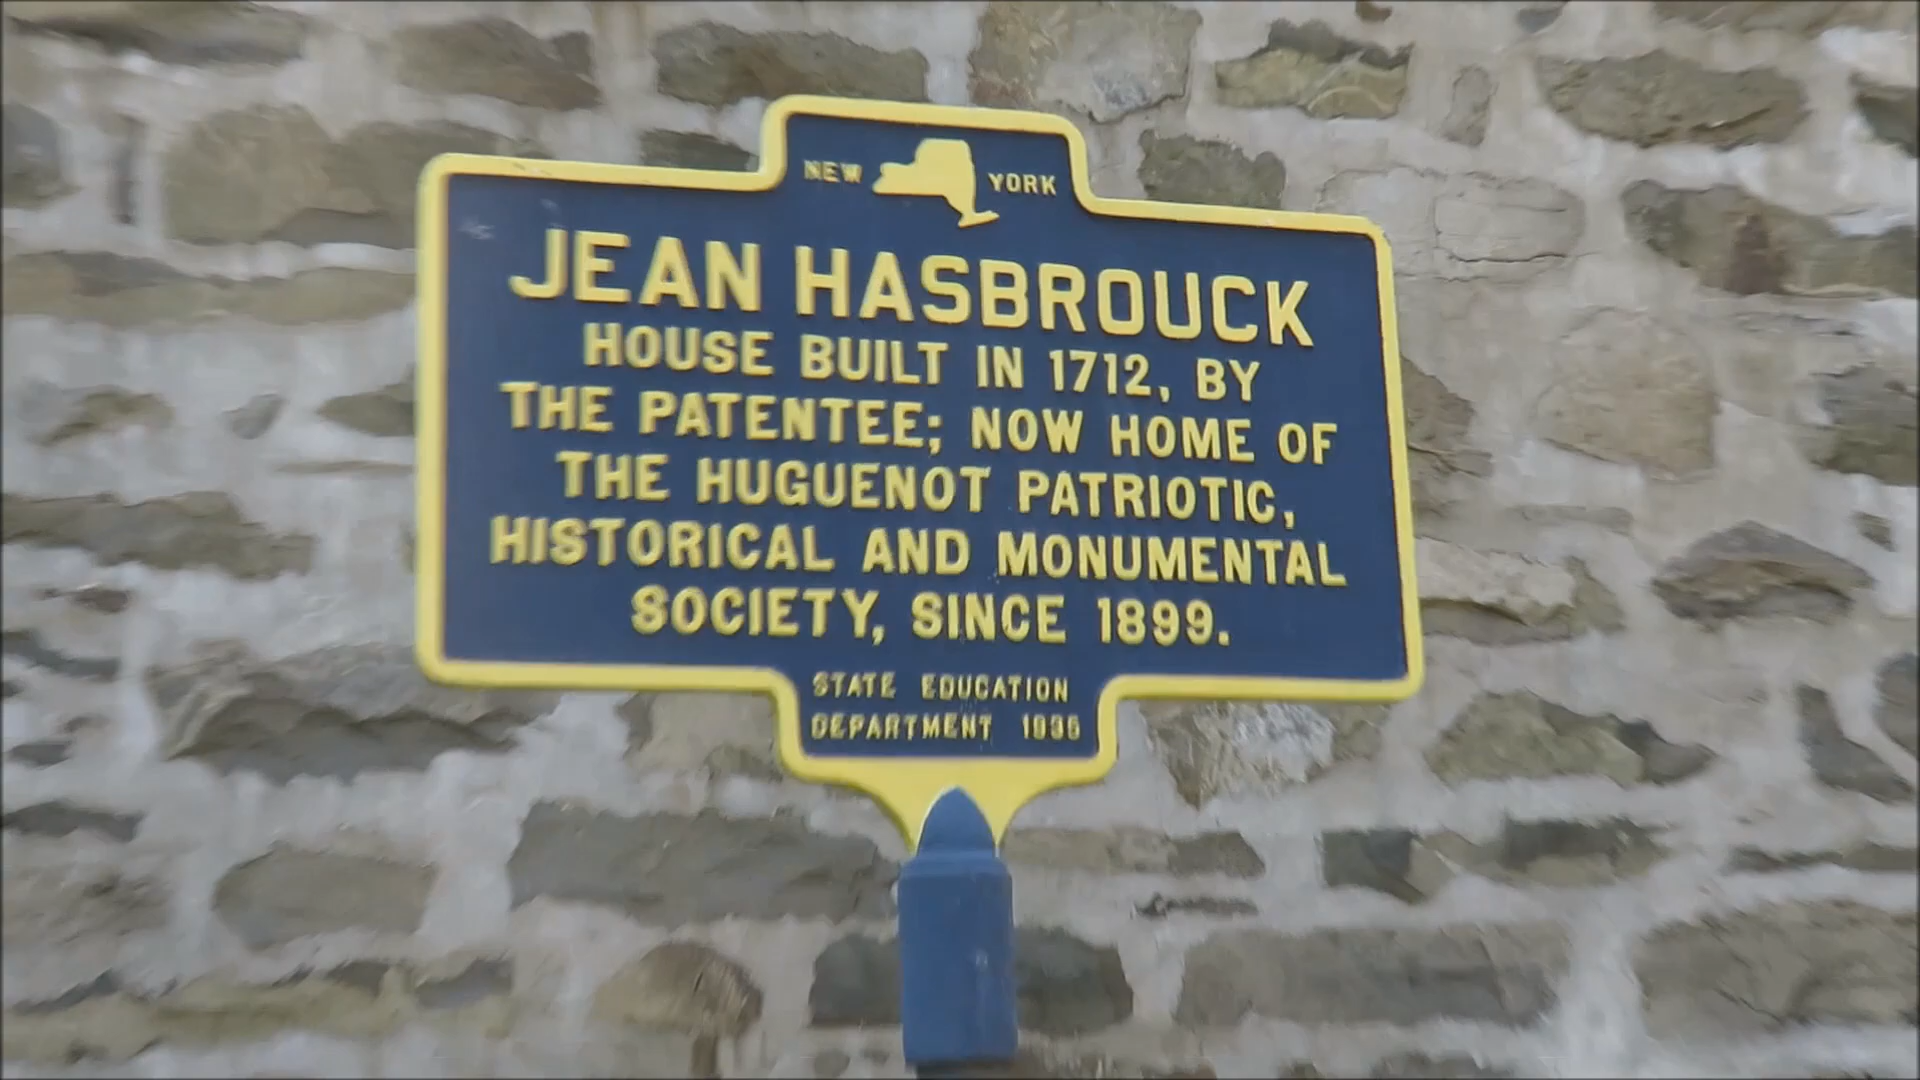 NEW YORK
JEAN HASBROUCK
HOUSE BUILT IN 1712, BY
THE PATENTEE; NOW HOME OF
THE HUGUENOT PATRIOTIC,
HISTORICAL AND MONUMENTAL
SOCIETY, SINCE 1899.
STATE EDUCATION
DEPARTMENT 1935